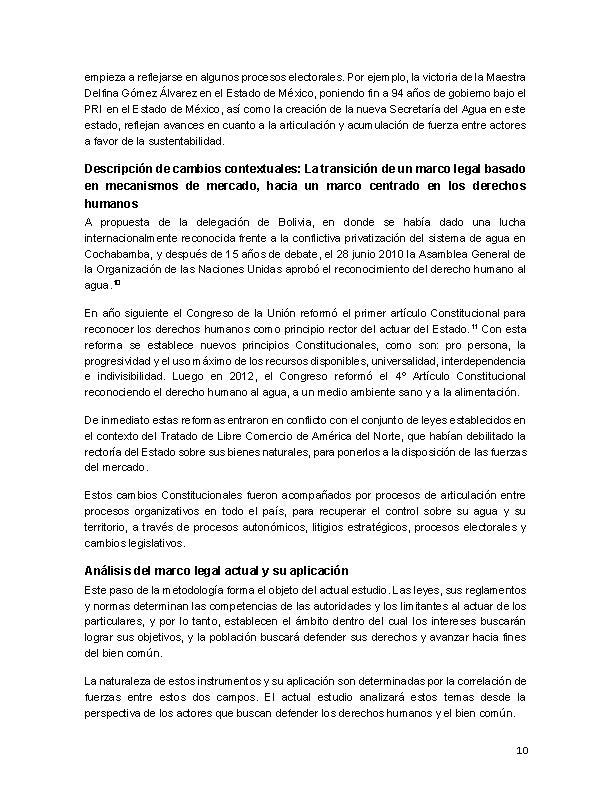 empieza a reflejarse en algunos procesos electorales. Por ejemplo, la victoria de la Maestra
Delfina Gómez Álvarez en el Estado de México, poniendo fin a 94 años de gobierno bajo el
PRI en el Estado de México, así como la creación de la nueva Secretaría del Agua en este
estado, reflejan avances en cuanto a la articulación y acumulación de fuerza entre actores
a favor de la sustentabilidad.
Descripción de cambios contextuales: La transición de un marco legal basado
en mecanismos de mercado, hacia un marco centrado en los derechos
humanos
A propuesta de la delegación de Bolivia, en donde se había dado una lucha
internacionalmente reconocida frente a la conflictiva privatización del sistema de agua en
Cochabamba, y después de 15 años de debate, el 28 junio 2010 la Asamblea General de
la Organización de las Naciones Unidas aprobó el reconocimiento del derecho humano al
agua.10
En año siguiente el Congreso de la Unión reformó el primer artículo Constitucional para
reconocer los derechos humanos como principio rector del actuar del Estado.11 Con esta
reforma se establece nuevos principios Constitucionales, como son: pro persona, la
progresividad y el uso máximo de los recursos disponibles, universalidad, interdependencia
e indivisibilidad. Luego en 2012, el Congreso reformó el 4º Artículo Constitucional
reconociendo el derecho humano al agua, a un medio ambiente sano y a la alimentación.
De inmediato estas reformas entraron en conflicto con el conjunto de leyes establecidos en
el contexto del Tratado de Libre Comercio de América del Norte, que habían debilitado la
rectoría del Estado sobre sus bienes naturales, para ponerlos a la disposición de las fuerzas
del mercado.
Estos cambios Constitucionales fueron acompañados por procesos de articulación entre
procesos organizativos en todo el país, para recuperar el control sobre su agua y su
territorio, a través de procesos autonómicos, litigios estratégicos, procesos electorales y
cambios legislativos.
Análisis del marco legal actual y su aplicación
Este paso de la metodología forma el objeto del actual estudio. Las leyes, sus reglamentos
y normas determinan las competencias de las autoridades y los limitantes al actuar de los
particulares, y por lo tanto, establecen el ámbito dentro del cual los intereses buscarán
lograr sus objetivos, y la población buscará defender sus derechos y avanzar hacia fines
del bien común.
La naturaleza de estos instrumentos y su aplicación son determinadas por la correlación de
fuerzas entre estos dos campos. El actual estudio analizará estos temas desde la
perspectiva de los actores que buscan defender los derechos humanos y el bien común.
10